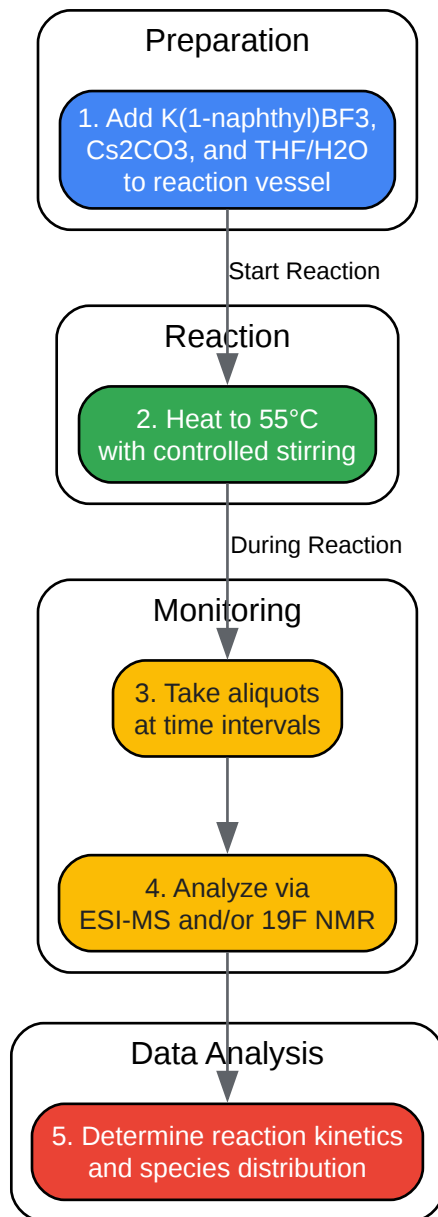 Preparation
1. Add K(1-naphthyl)BF3,
Cs2CO3, and THF/H2O
to reaction vessel
Start Reaction
Reaction
2. Heat to 55°C
with controlled stirring
During Reaction
Monitoring
3. Take aliquots
at time intervals
4. Analyze via
ESI-MS and/or 19F NMR
Data Analysis
5. Determine reaction kinetics
and species distribution